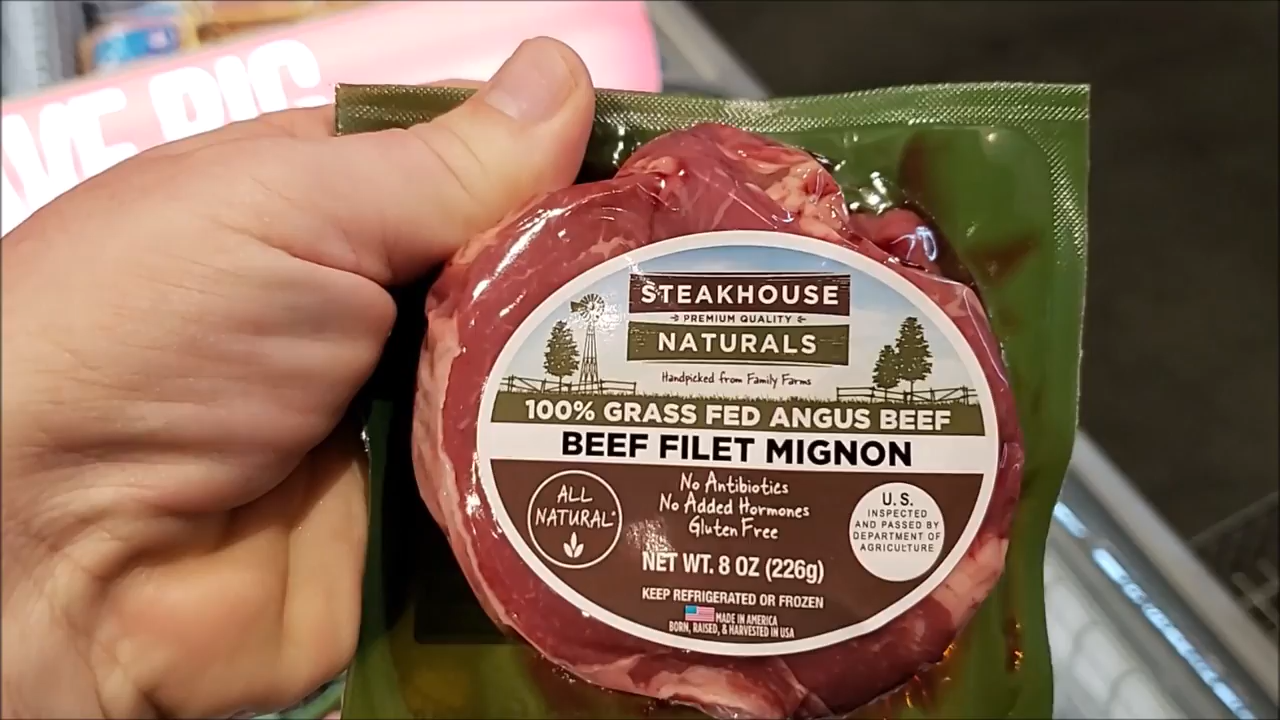 STEAKHOUSE
PREMIUM QUALITY
NATURALS
Handpicked from Family Farms
100% GRASS FED ANGUS BEEF
BEEF FILET MIGNON
ALL
NATURAL*
No Antibiotics
No Added Hormones
Gluten Free
U.S.
INSPECTED
AND PASSED BY
DEPARTMENT OF
AGRICULTURE
NET WT. 8 OZ (226g)
KEEP REFRIGERATED OR FROZEN
MADE IN AMERICA
BORN, RAISED, & HARVESTED IN USA